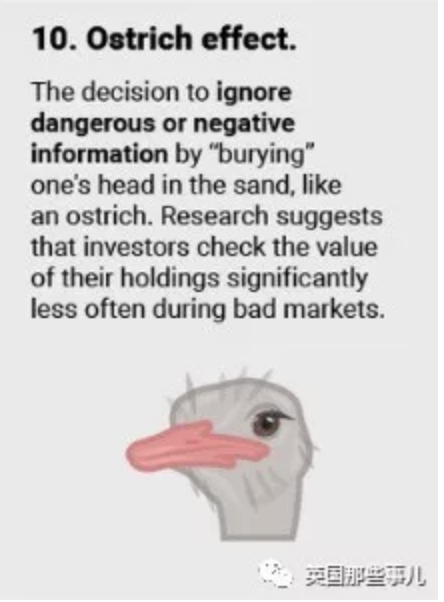 10. Ostrich effect.
The decision to ignore
dangerous or negative
information by “burying”
one's head in the sand, like
an ostrich. Research suggests
that investors check the value
of their holdings significantly
less often during bad markets.
英国那些事儿